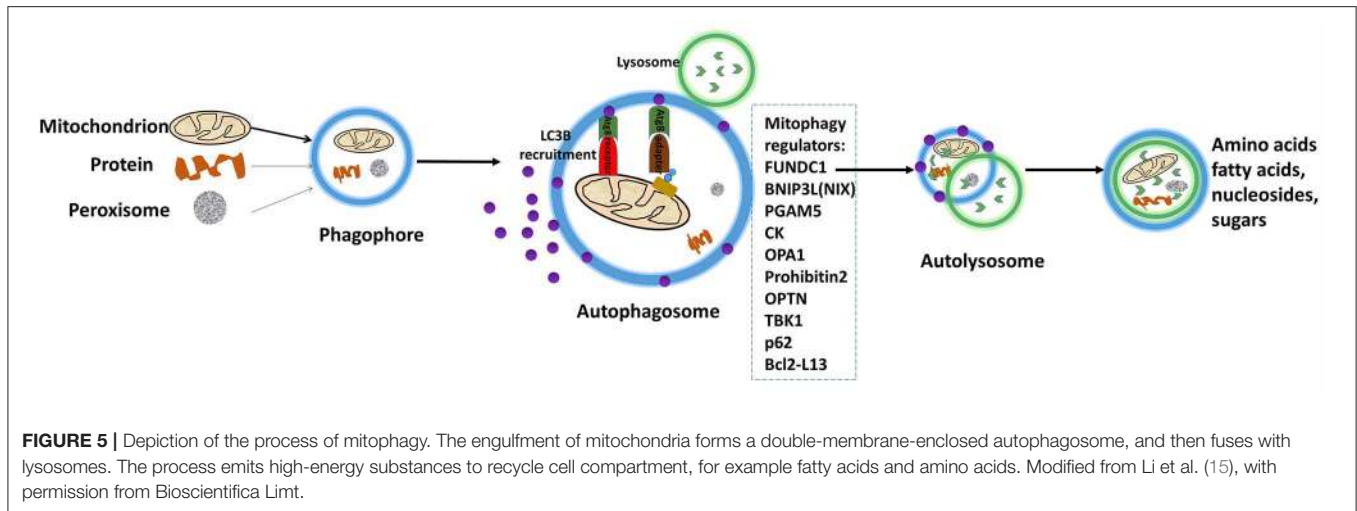 Mitochondrion
Protein
Peroxisome
Phagophore
LC3B
recruitment
Atg8
receptor
Atg8
adaptor
Lysosome
Autophagosome
Mitophagy
regulators:
FUNDC1
BNIP3L(NIX)
PGAM5
CK
OPA1
Prohibitin2
OPTN
TBK1
p62
Bcl2-L13
Autolysosome
Amino acids
fatty acids,
nucleosides,
sugars
FIGURE 5 | Depiction of the process of mitophagy. The engulfment of mitochondria forms a double-membrane-enclosed autophagosome, and then fuses with
lysosomes. The process emits high-energy substances to recycle cell compartment, for example fatty acids and amino acids. Modified from Li et al. (15), with
permission from Bioscientifica Limt.